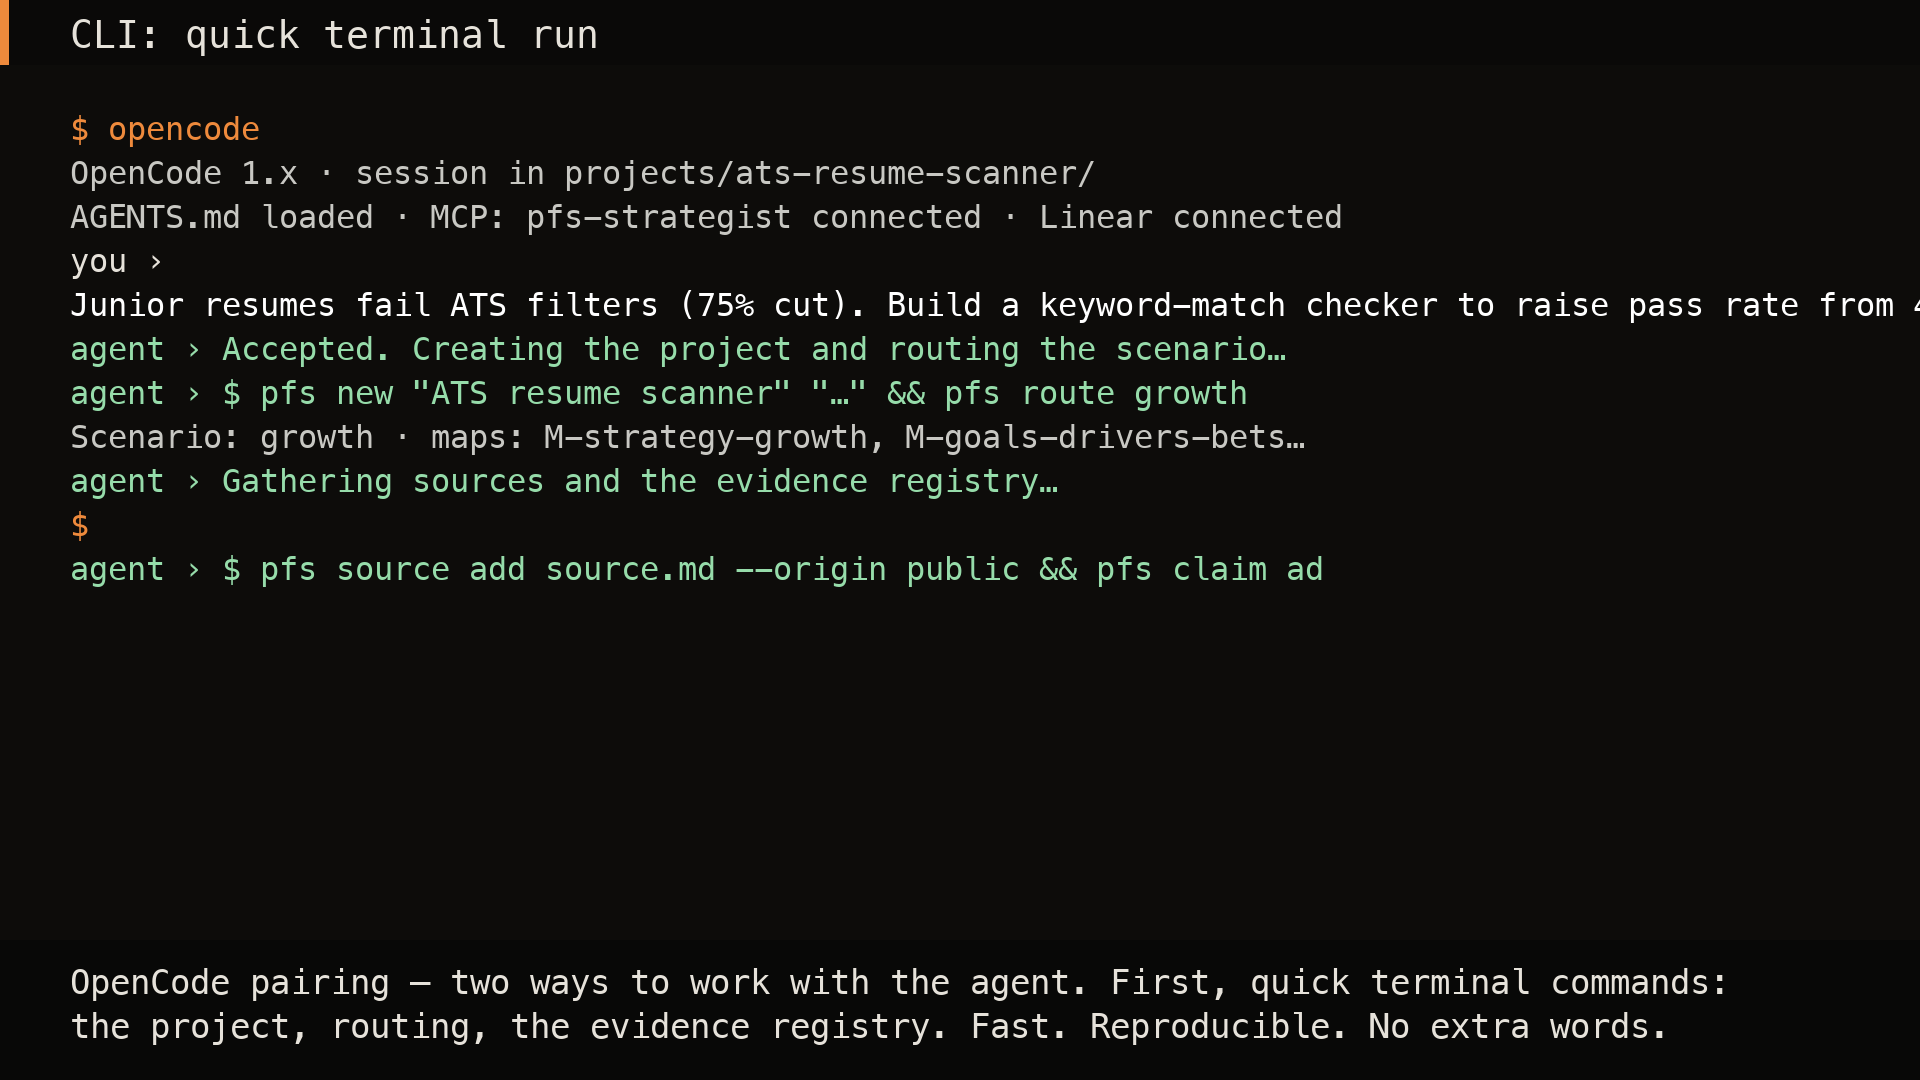 CLI: quick terminal run
$ opencode
OpenCode 1.x · session in projects/ats-resume-scanner/
AGENTS.md loaded · MCP: pfs-strategist connected · Linear connected
you ›
Junior resumes fail ATS filters (75% cut). Build a keyword-match checker to raise pass rate from
agent › Accepted. Creating the project and routing the scenario…
agent › $ pfs new "ATS resume scanner" "…" && pfs route growth
Scenario: growth · maps: M-strategy-growth, M-goals-drivers-bets…
agent › Gathering sources and the evidence registry…
$
agent › $ pfs source add source.md --origin public && pfs claim ad
OpenCode pairing — two ways to work with the agent. First, quick terminal commands:
the project, routing, the evidence registry. Fast. Reproducible. No extra words.